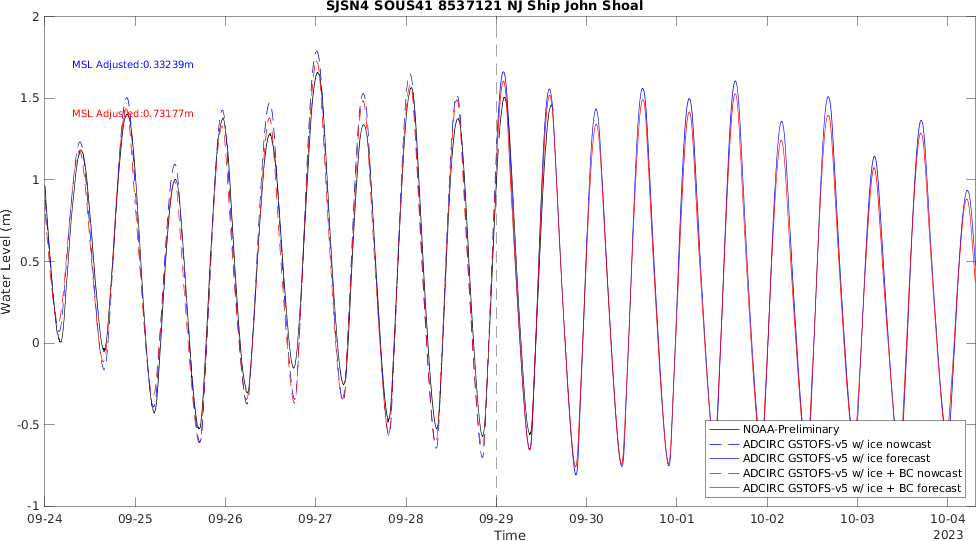 SJSN4 SOUS41 8537121 NJ Ship John Shoal
2
1.5
1
0.5
0
-0.5
-1
Water Level (m)
MSL Adjusted:0.33239m
MSL Adjusted:0.73177m
NOAA-Preliminary
ADCIRC GSTOFS-v5 w/ ice nowcast
ADCIRC GSTOFS-v5 w/ ice forecast
ADCIRC GSTOFS-v5 w/ ice + BC nowcast
ADCIRC GSTOFS-v5 w/ ice + BC forecast
09-24 09-25 09-26 09-27 09-28 09-29 09-30 10-01 10-02 10-03 10-04
2023
Time